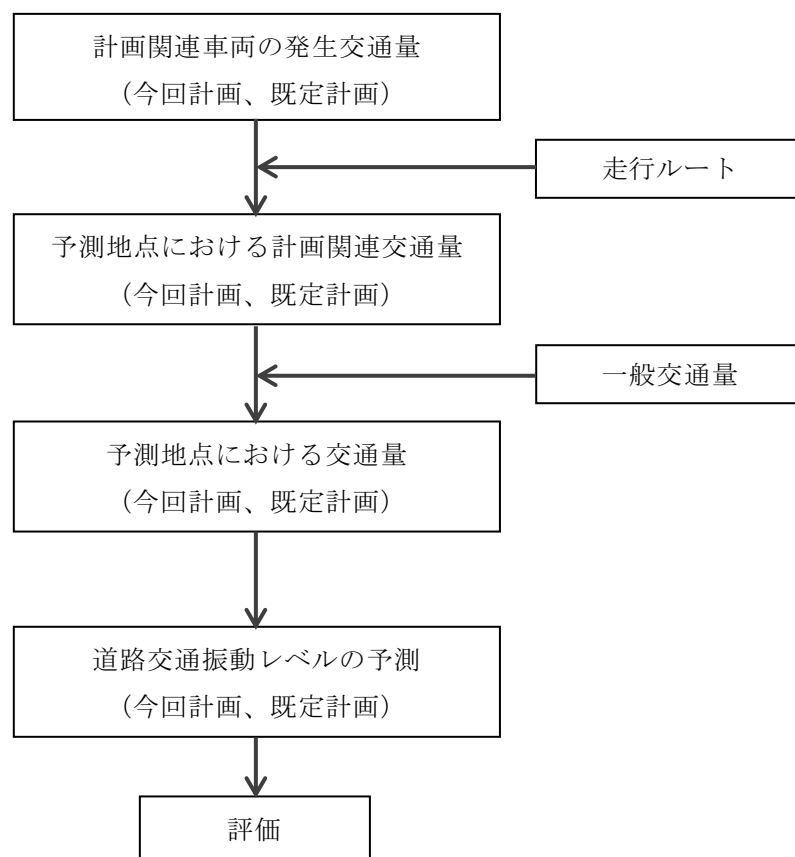 計画関連車両の発生交通量
（今回計画、既定計画）
走行ルート
予測地点における計画関連交通量
（今回計画、既定計画）
一般交通量
予測地点における交通量
（今回計画、既定計画）
道路交通振動レベルの予測
（今回計画、既定計画）
評価